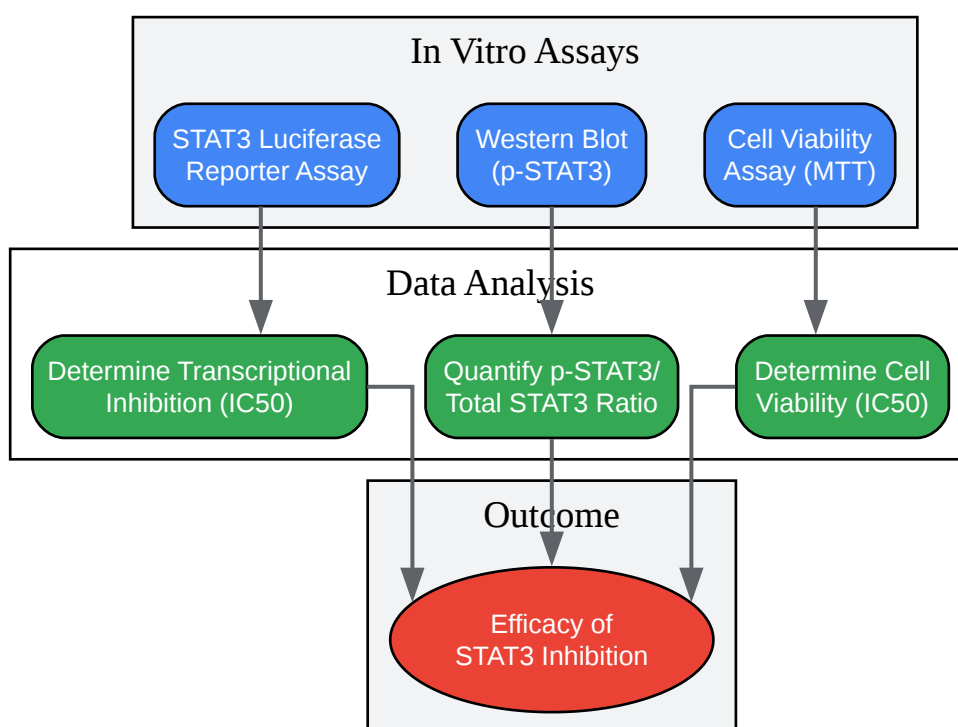 In Vitro Assays
STAT3 Luciferase
Reporter Assay
Western Blot
(p-STAT3)
Cell Viability
Assay (MTT)
Data Analysis
Determine Transcriptional
Inhibition (IC50)
Quantify p-STAT3/
Total STAT3 Ratio
Determine Cell
Viability (IC50)
Outcome
Efficacy of
STAT3 Inhibition